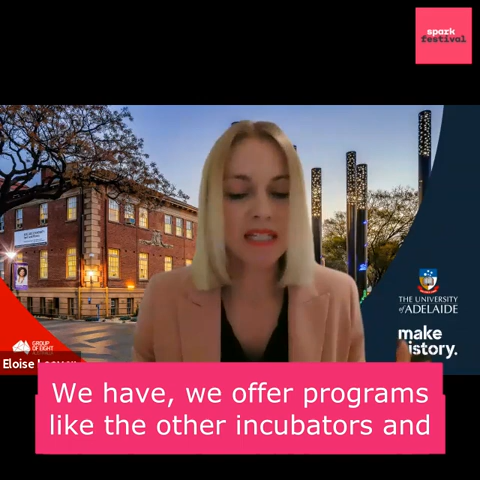 spark
festival
THE UNIVERSITY
of ADELAIDE
make
history.
GROUP
OF EIGHT
Eloise
We have, we offer programs
like the other incubators and